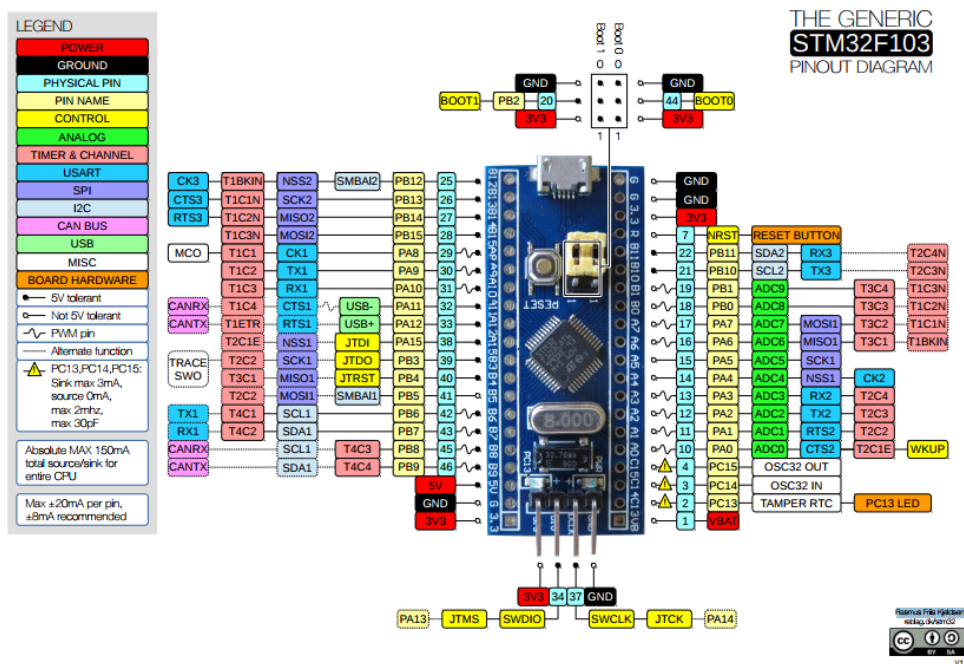 LEGEND
POWER
GROUND
PHYSICAL PIN
PIN NAME
CONTROL
ANALOG
TIMER & CHANNEL
USART
SPI
I2C
CAN BUS
USB
MISC
BOARD HARDWARE
5V tolerant
Not 5V tolerant
PWM pin
Alternate function
PC13,PC14,PC15:
Sink max 3mA,
source 0mA,
max 2mhz,
max 30pF
Absolute MAX 150mA
total source/sink for
entire CPU
Max ±20mA per pin,
±8mA recommended
THE GENERIC
STM32F103
PINOUT DIAGRAM
Boot 1 Boot 0
0 0
GND GND
BOOT1 PB2 20 44 BOOT0
3V3 3V3
1 1
CK3 T1BKIN NSS2 SMBAI2 PB12 25
CTS3 T1C1N SCK2 PB13 26
RTS3 T1C2N MISO2 PB14 27
T1C3N MOSI2 PB15 28
MCO T1C1 CK1 PA8 29
T1C2 TX1 PA9 30
T1C3 RX1 PA10 31
CANRX T1C4 CTS1 USB- PA11 32
CANTX T1ETR RTS1 USB+ PA12 33
T2C1E NSS1 JTDI PA15 38
TRACE SWO T2C2 SCK1 JTDO PB3 39
T3C1 MISO1 JTRST PB4 40
T2C2 MOSI1 SMBAI1 PB5 41
TX1 T4C1 SCL1 PB6 42
RX1 T4C2 SDA1 PB7 43
CANRX SCL1 T4C3 PB8 45
CANTX SDA1 T4C4 PB9 46
5V
GND
3V3
GND
GND
3V3
7 NRST RESET BUTTON
22 PB11 SDA2 RX3 T2C4N
21 PB10 SCL2 TX3 T2C3N
19 PB1 ADC9 T3C4 T1C3N
18 PB0 ADC8 T3C3 T1C2N
17 PA7 ADC7 MOSI1 T3C2 T1C1N
16 PA6 ADC6 MISO1 T3C1 T1BKIN
15 PA5 ADC5 SCK1
14 PA4 ADC4 NSS1 CK2
13 PA3 ADC3 RX2 T2C4
12 PA2 ADC2 TX2 T2C3
11 PA1 ADC1 RTS2 T2C2
10 PA0 ADC0 CTS2 T2C1E WKUP
4 PC15 OSC32 OUT
3 PC14 OSC32 IN
2 PC13 TAMPER RTC PC13 LED
1 VBAT
RESET
8.000
3V3 34 37 GND
PA13 JTMS SWDIO SWCLK JTCK PA14
Rasmus Friis Kjeldsen
reblag.dk/stm32
cc
BY SA